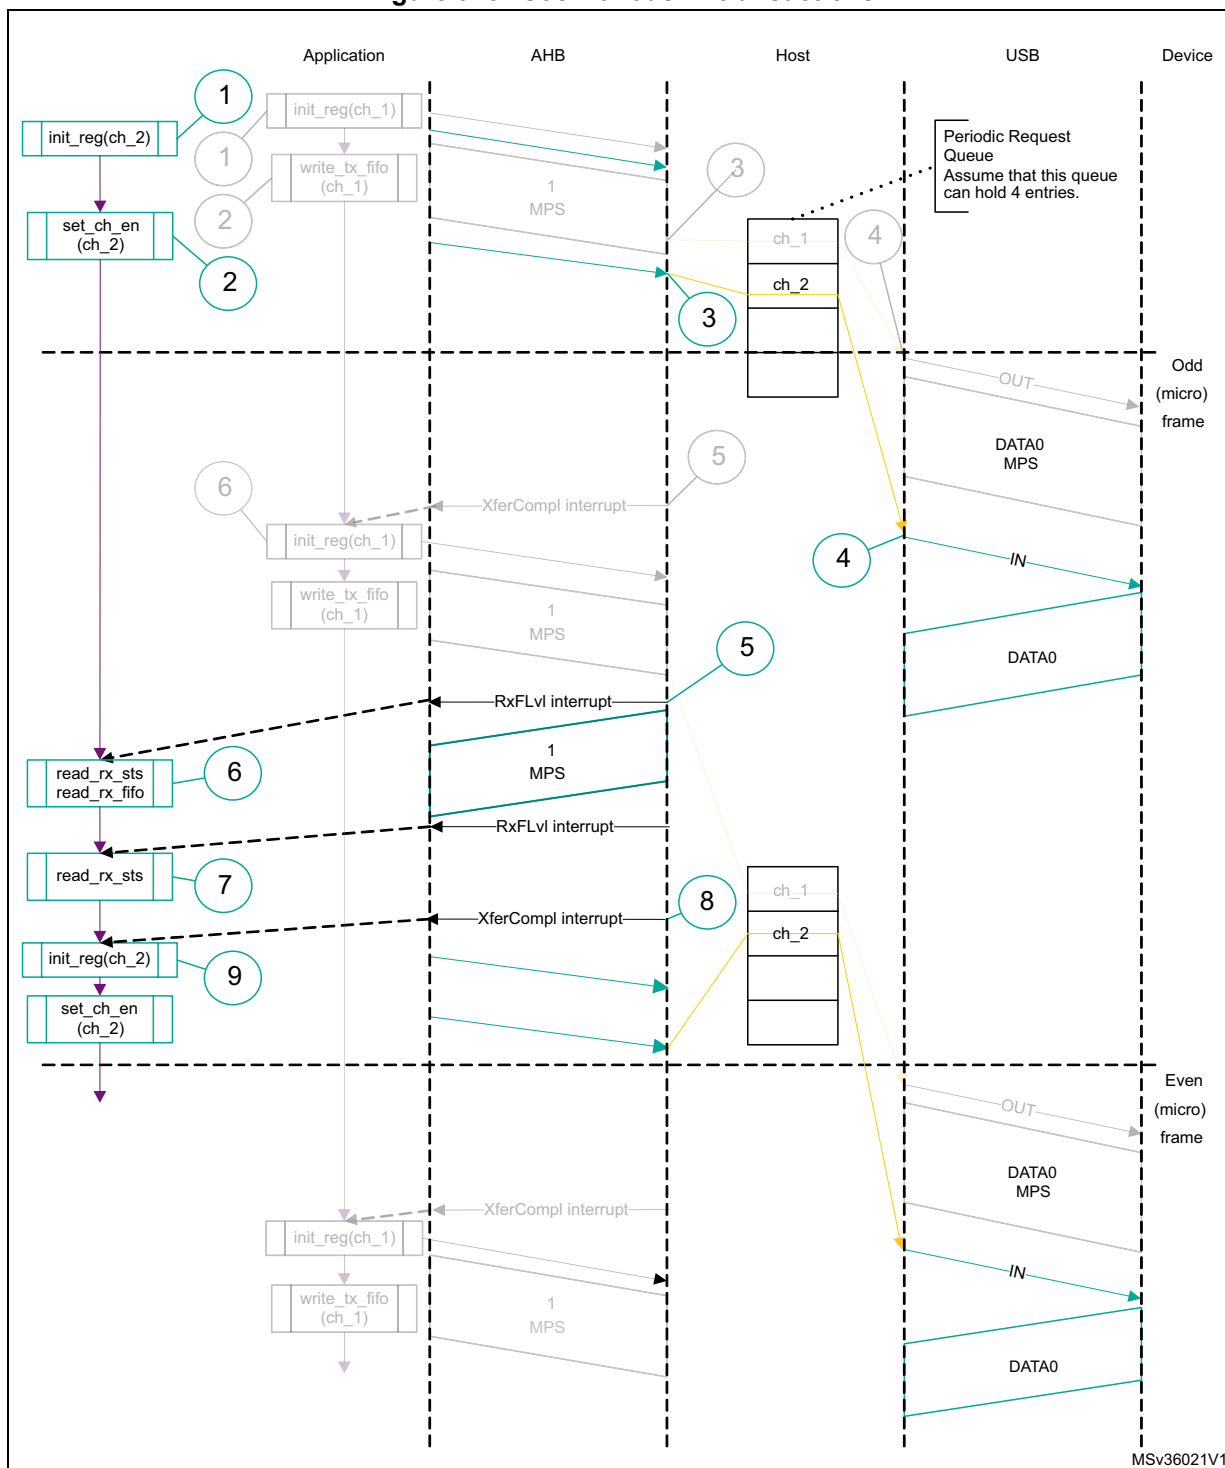 Application
AHB
Host
USB
Device
1
init_reg(ch_1)
init_reg(ch_2)
1
Periodic Request
Queue
Assume that this queue
can hold 4 entries.
write_tx_fifo
(ch_1)
3
1
MPS
2
set_ch_en
(ch_2)
ch_1
4
2
ch_2
3
Odd
(micro)
frame
OUT
DATA0
MPS
5
6
XferCompl interrupt
init_reg(ch_1)
4
IN
write_tx_fifo
(ch_1)
1
MPS
5
DATA0
RxFLvl interrupt
read_rx_sts
read_rx_fifo
6
1
MPS
RxFLvl interrupt
read_rx_sts
7
ch_1
8
XferCompl interrupt
ch_2
init_reg(ch_2)
9
set_ch_en
(ch_2)
Even
(micro)
frame
OUT
DATA0
MPS
XferCompl interrupt
init_reg(ch_1)
IN
write_tx_fifo
(ch_1)
1
MPS
DATA0
MSv36021V1